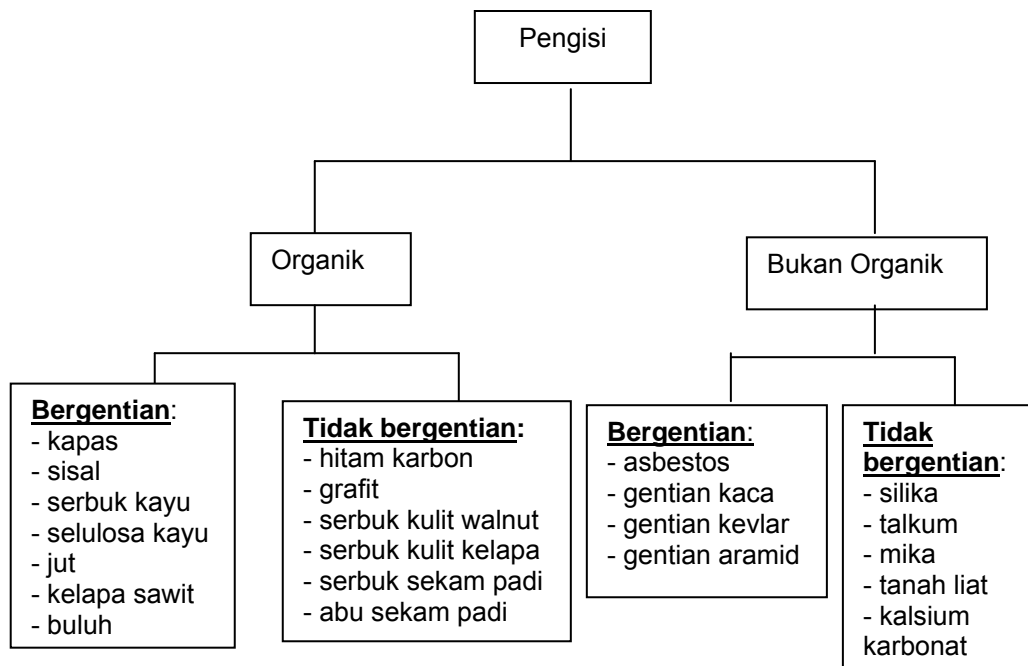 Pengisi
Organik
Bukan Organik
Bergentian:
- kapas
- sisal
- serbuk kayu
- selulosa kayu
- jut
- kelapa sawit
- buluh
Tidak bergentian:
- hitam karbon
- grafit
- serbuk kulit walnut
- serbuk kulit kelapa
- serbuk sekam padi
- abu sekam padi
Bergentian:
- asbestos
- gentian kaca
- gentian kevlar
- gentian aramid
Tidak
bergentian:
- silika
- talkum
- mika
- tanah liat
- kalsium
karbonat